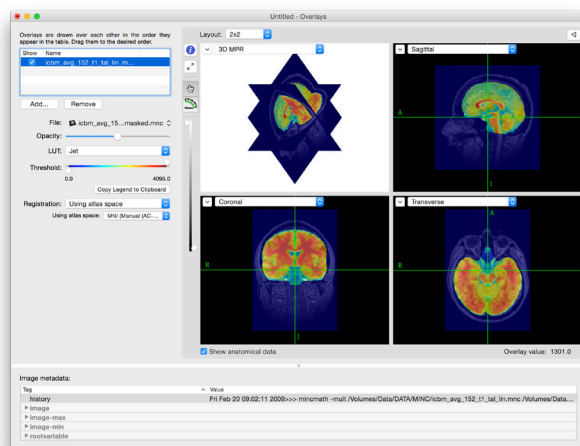 Untitled - Overlays
Overlays are drawn over each other in the order they
appear in the table. Drag them to the desired order.
Show Name
icbm_avg_152_t1_tal_lin_m...
Add... Remove
File: icbm_avg_15...masked.mnc
Opacity:
LUT: Jet
Threshold:
0.0 4095.0
Copy Legend to Clipboard
Registration: Using atlas space
Using atlas space: MNI (Manual (AC-...
Layout: 2x2
3D MPR
Sagittal
A
I
Coronal
R
I
Transverse
A
R
Show anatomical data
Overlay value: 1301.0
Image metadata:
Tag Value
history Fri Feb 20 09:02:11 2009>>> mincmath -mult /Volumes/Data/DATA/MINC/icbm_avg_152_t1_tal_lin.mnc /Volumes/Data...
image
image-max
image-min
rootvariable